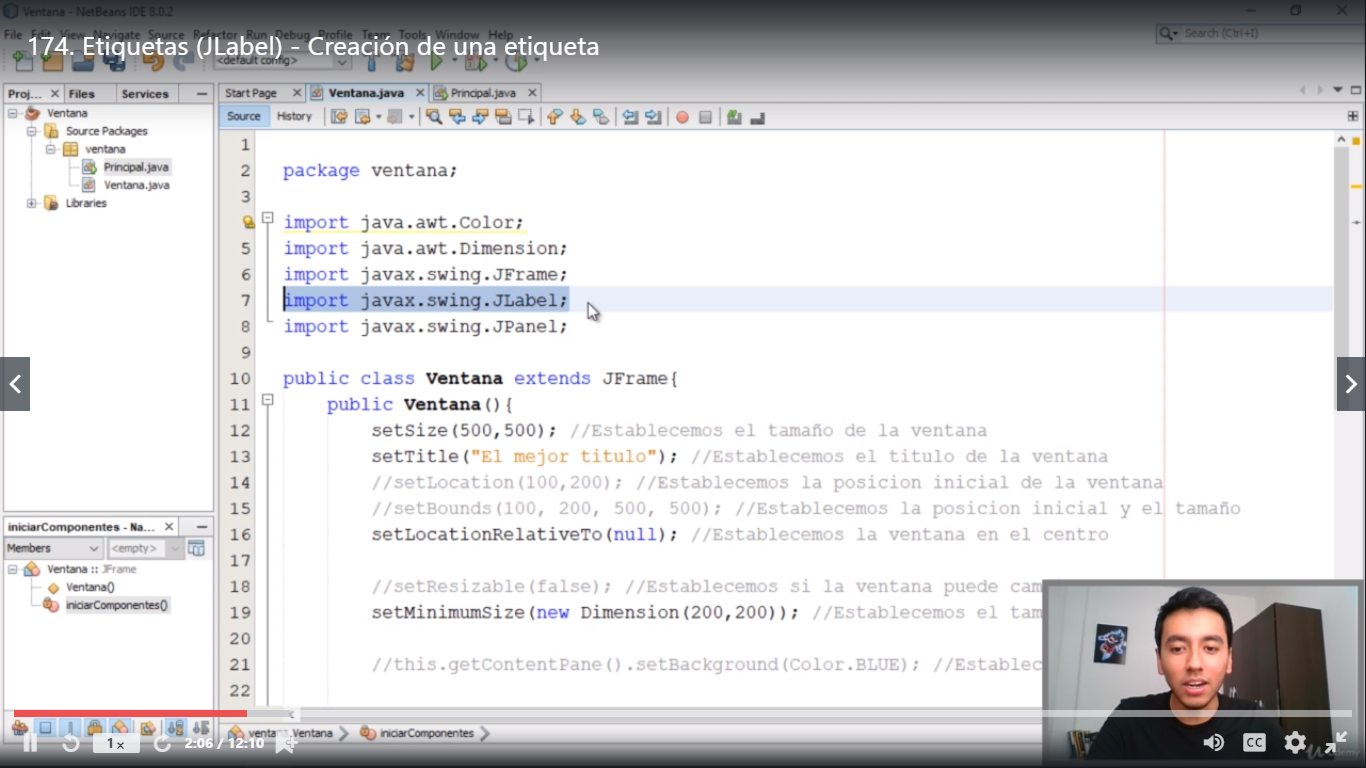 Ventana - NetBeans IDE 8.0.2
File Edit View Navigate Source Refactor Run Debug Profile Team Tools Window Help
Search (Ctrl+I)
174. Etiquetas (JLabel) - Creación de una etiqueta
<default config>
Proj... Files Services
Start Page Ventana.java Principal.java
Source History
Ventana
Source Packages
ventana
Principal.java
Ventana.java
Libraries
1
2 package ventana;
3
import java.awt.Color;
5 import java.awt.Dimension;
6 import javax.swing.JFrame;
7 import javax.swing.JLabel;
8 import javax.swing.JPanel;
9
10 public class Ventana extends JFrame{
11 public Ventana(){
12 setSize(500,500); //Establecemos el tamaño de la ventana
13 setTitle("El mejor titulo"); //Establecemos el titulo de la ventana
14 //setLocation(100,200); //Establecemos la posicion inicial de la ventana
15 //setBounds(100, 200, 500, 500); //Establecemos la posicion inicial y el tamaño
16 setLocationRelativeTo(null); //Establecemos la ventana en el centro
17
18 //setResizable(false); //Establecemos si la ventana puede cam
19 setMinimumSize(new Dimension(200,200)); //Establecemos el tam
20
21 //this.getContentPane().setBackground(Color.BLUE); //Establec
22
iniciarComponentes - Na...
Members <empty>
Ventana :: JFrame
Ventana()
iniciarComponentes()
ventana.Ventana iniciarComponentes
1 x 2:06 / 12:10 CC